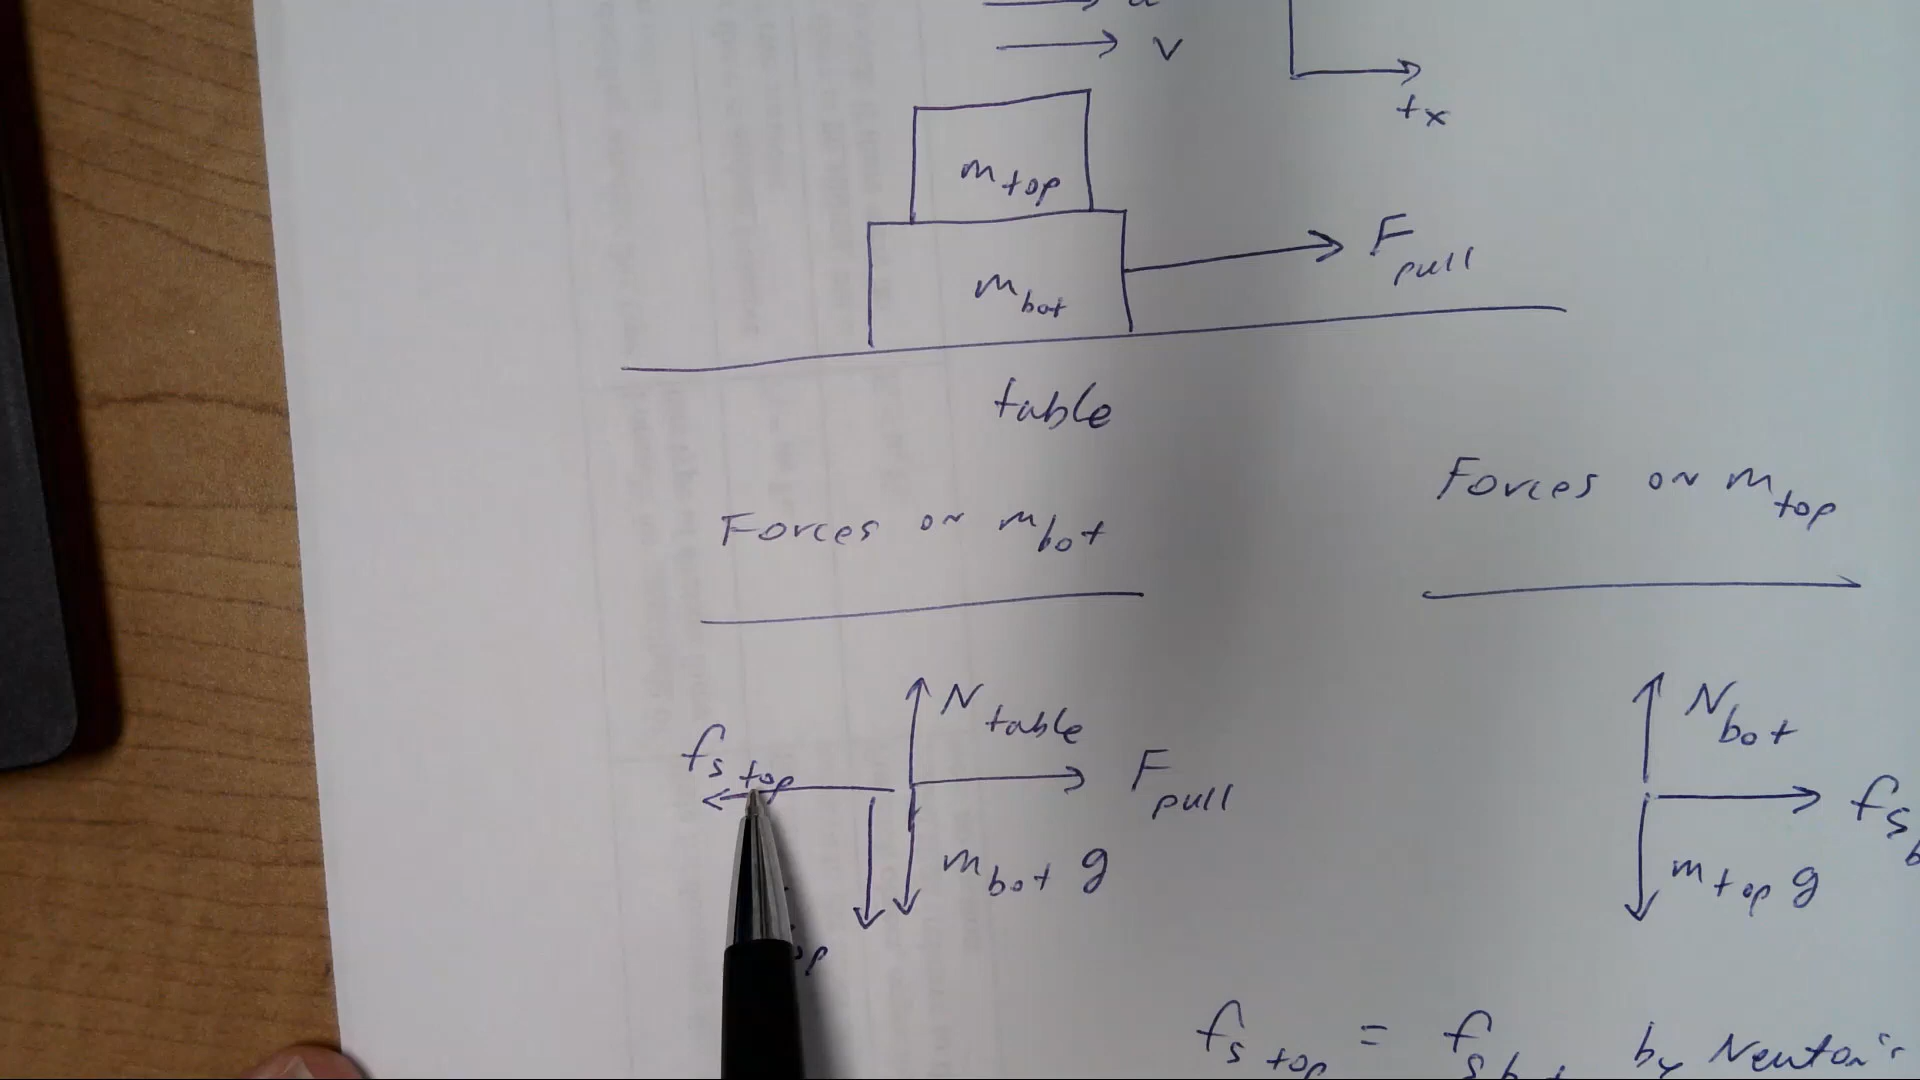 v
+x
m top
m bot
F pull
table
Forces on m bot
Forces on m top
N table
f s top
F pull
m bot g
N bot
f s
m top g
f s top = f s by Newton's